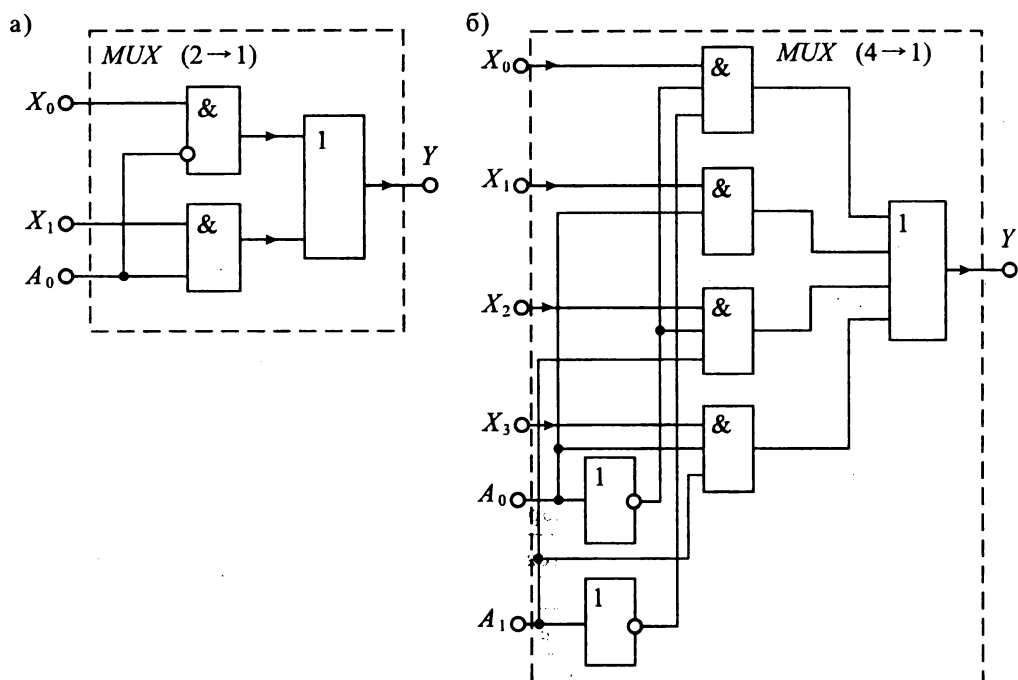 а)
MUX (2→1)
X₀
&
1
Y
X₁
&
A₀
б)
MUX (4→1)
X₀
&
X₁
&
1
Y
X₂
&
X₃
&
A₀
1
A₁
1